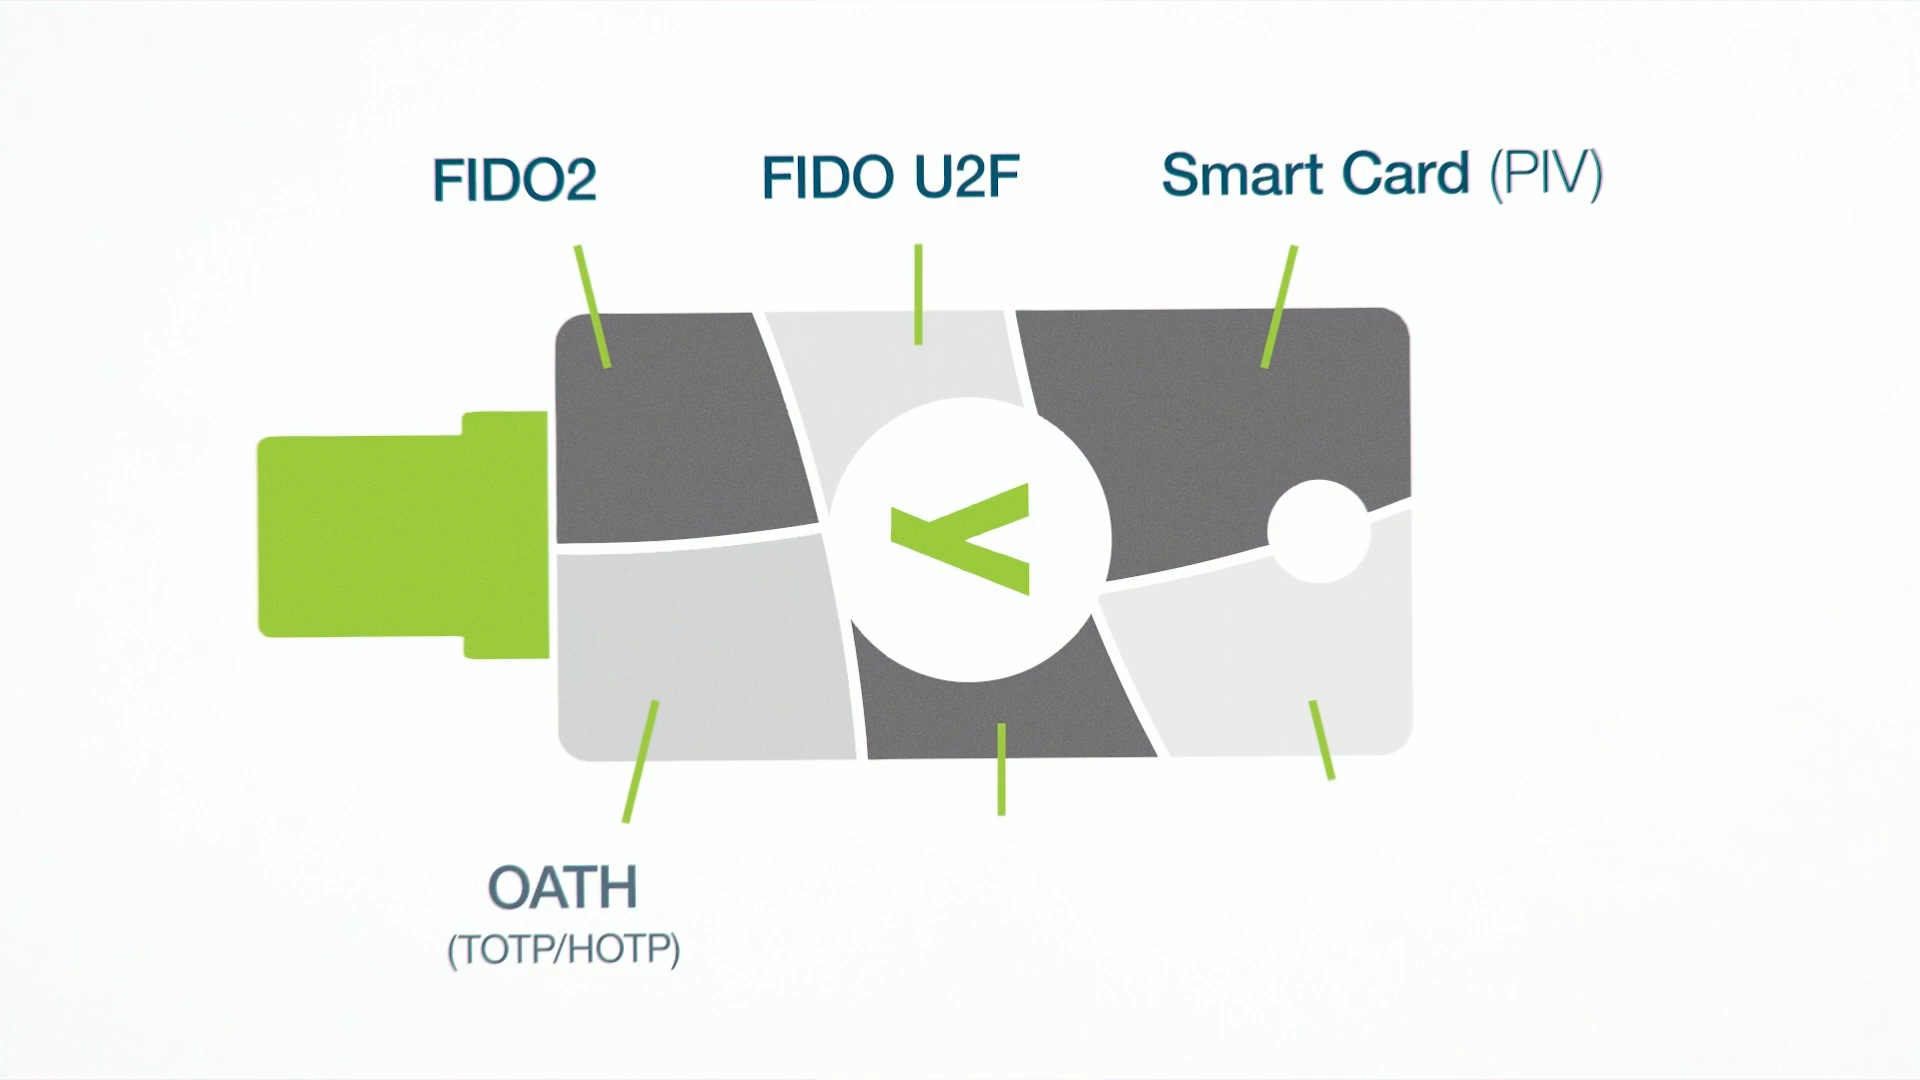 FIDO2
FIDO U2F
Smart Card (PIV)
Y
OATH
(TOTP/HOTP)